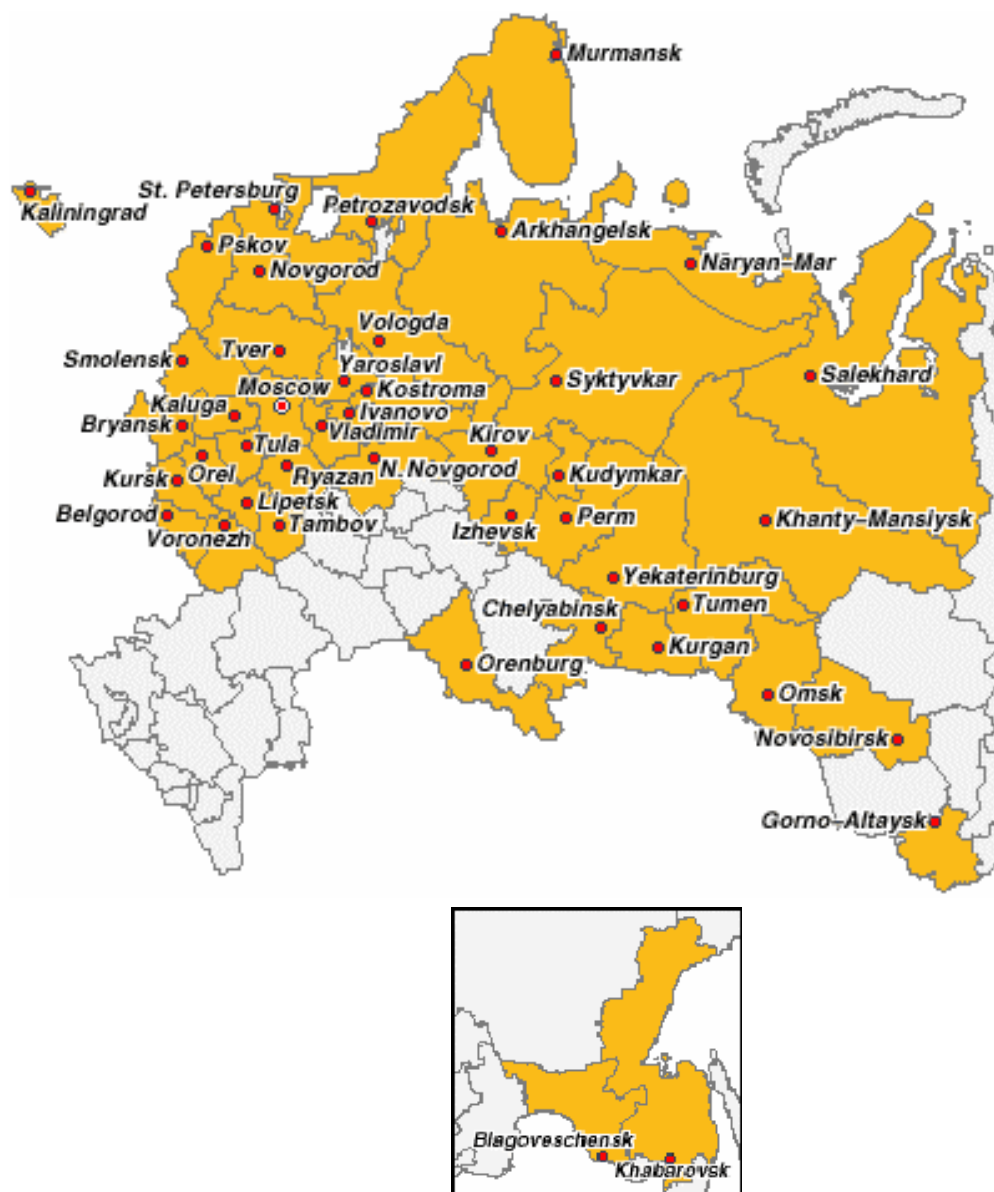 Murmansk
St. Petersburg
Kaliningrad
Petrozavodsk
Arkhangelsk
Pskov
Naryan-Mar
Novgorod
Vologda
Tver
Smolensk
Yaroslavl
Syktyvkar
Salekhard
Moscow
Kostroma
Kaluga
Ivanovo
Bryansk
Vladimir
Kirov
Tula
N. Novgorod
Orel
Ryazan
Kursk
Kudymkar
Lipetsk
Belgorod
Tambov
Izhevsk
Perm
Khanty-Mansiysk
Voronezh
Yekaterinburg
Chelyabinsk
Tumen
Kurgan
Orenburg
Omsk
Novosibirsk
Gorno-Altaysk
Blagoveschensk
Khabarovsk